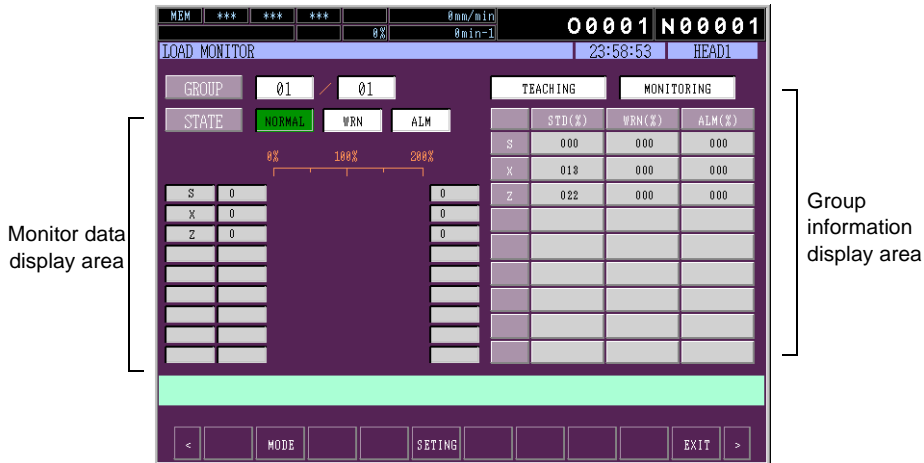 MEM *** *** *** 0mm/min
0% 0min-1
O0001 N00001
LOAD MONITOR 23:58:53 HEAD1
GROUP 01 / 01 TEACHING MONITORING
STATE NORMAL WRN ALM STD(%) WRN(%) ALM(%)
0% 100% 200%
S 000 000 000
X 013 000 000
Z 022 000 000
S 0 0
X 0 0
Z 0 0
Monitor data
display area
Group
information
display area
< MODE SETING EXIT >